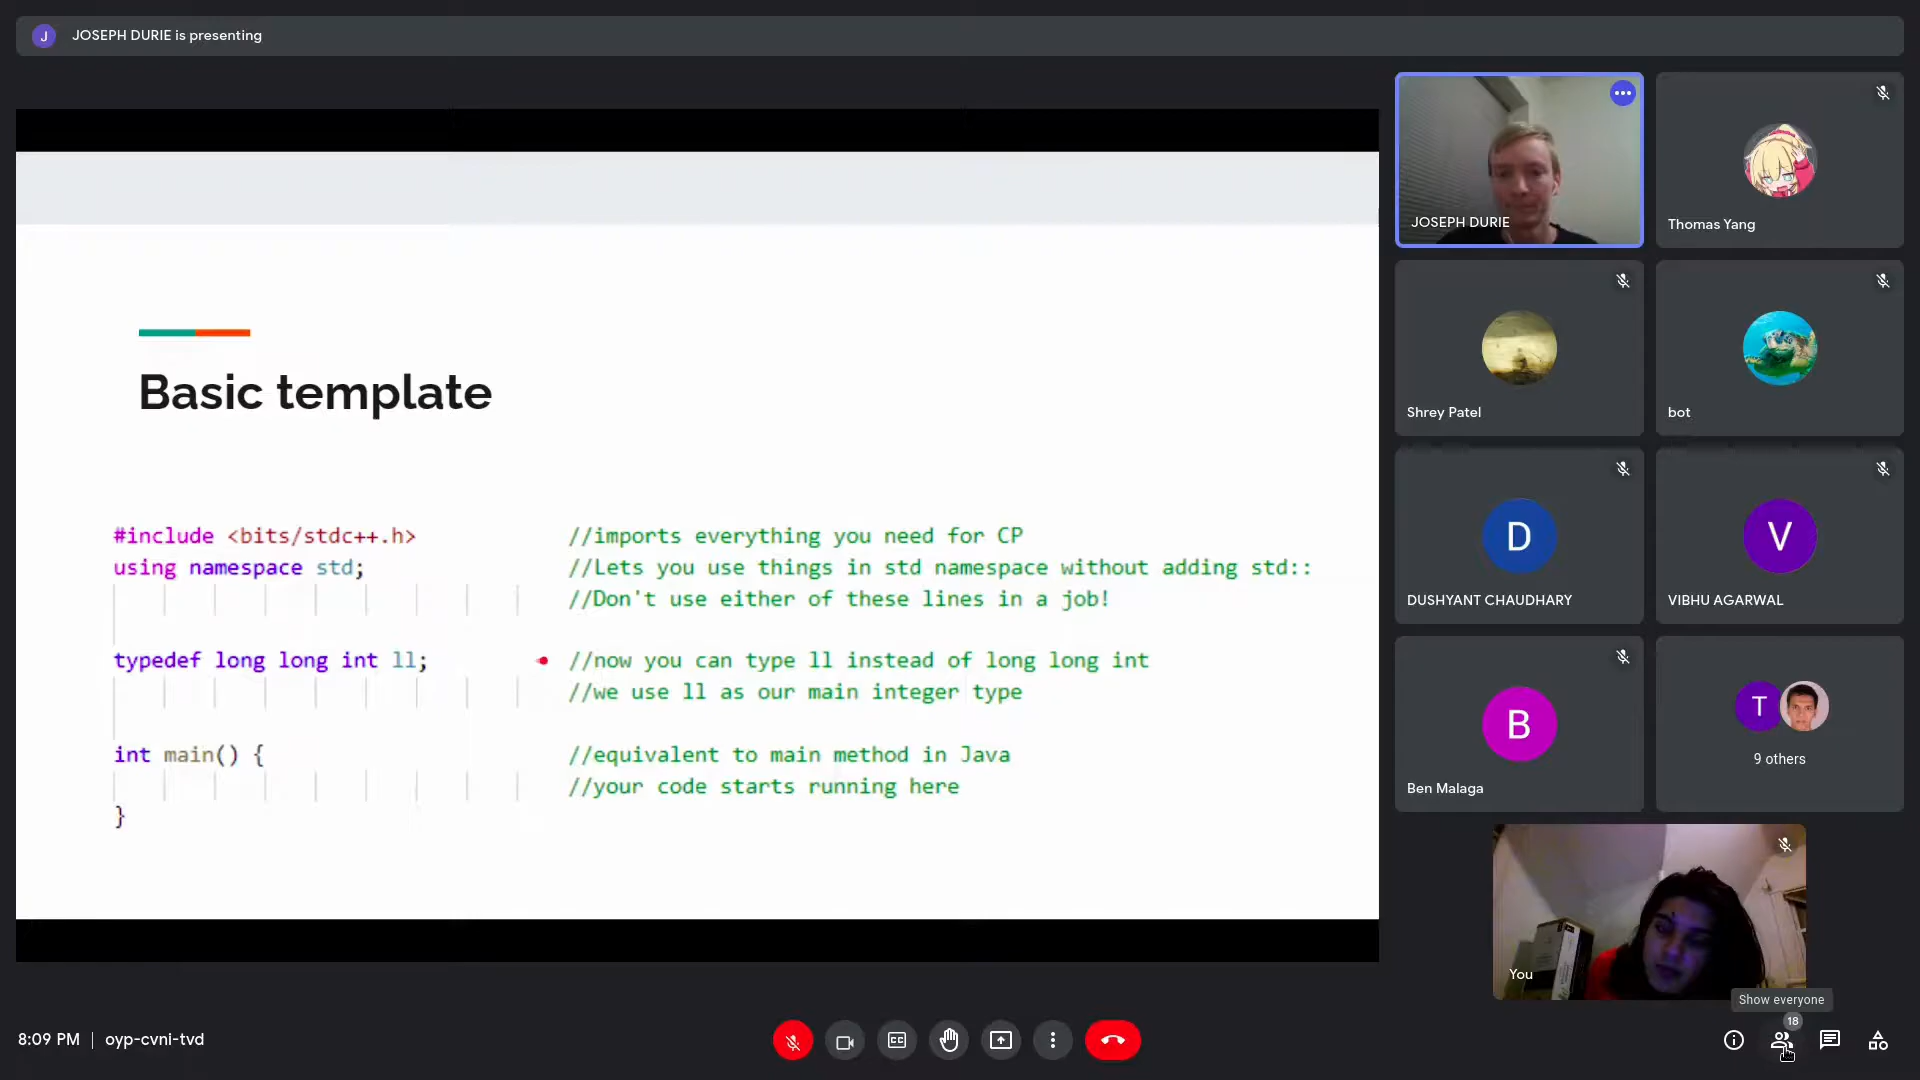 J JOSEPH DURIE is presenting
Basic template
#include <bits/stdc++.h> //imports everything you need for CP
using namespace std; //Lets you use things in std namespace without adding std::
//Don't use either of these lines in a job!
typedef long long int ll; //now you can type ll instead of long long int
//we use ll as our main integer type
int main() { //equivalent to main method in Java
//your code starts running here
}
JOSEPH DURIE
Thomas Yang
Shrey Patel
bot
D
DUSHYANT CHAUDHARY
V
VIBHU AGARWAL
B
Ben Malaga
T
9 others
You
Show everyone
8:09 PM | oyp-cvni-tvd
CC
18